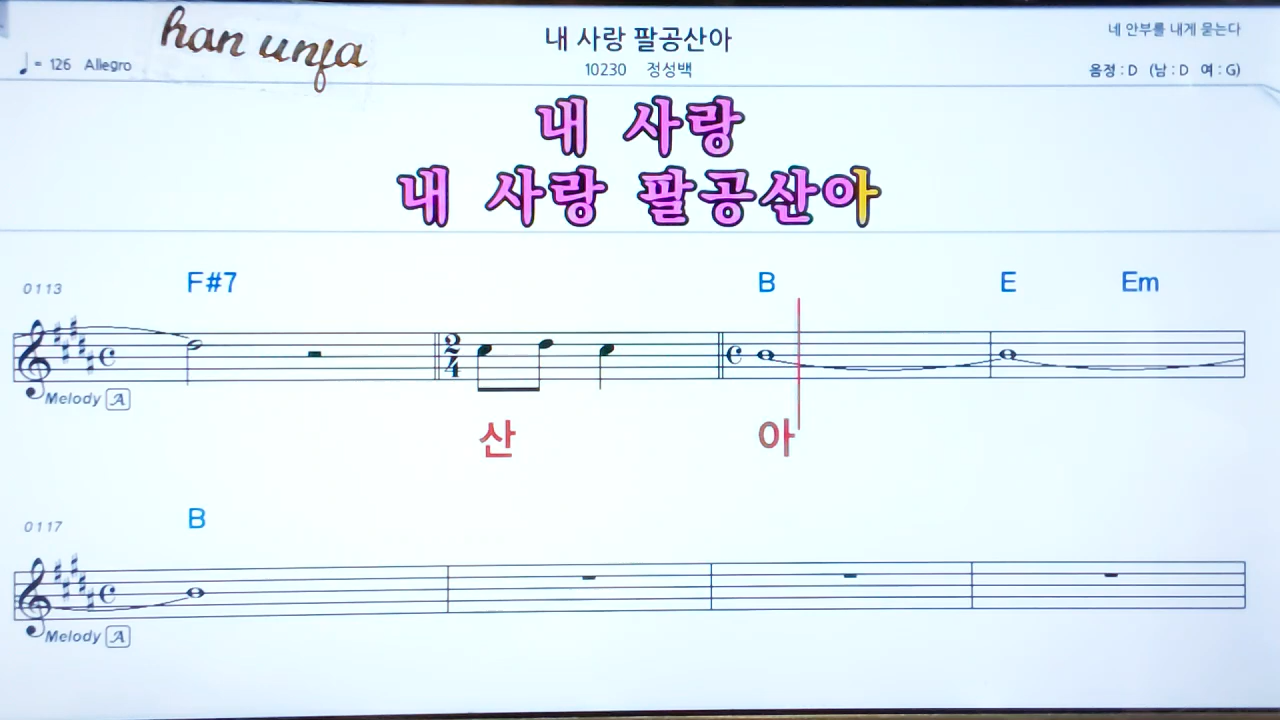 han unfa
내 사랑 팔공산아
네 안부를 내게 묻는다
♩= 126 Allegro
10230 정성백
음정 : D (남 : D 여 : G)
내 사랑
내 사랑 팔공산아
0113 F#7 B E Em
2
4
Melody A
산 아
0117 B
Melody A